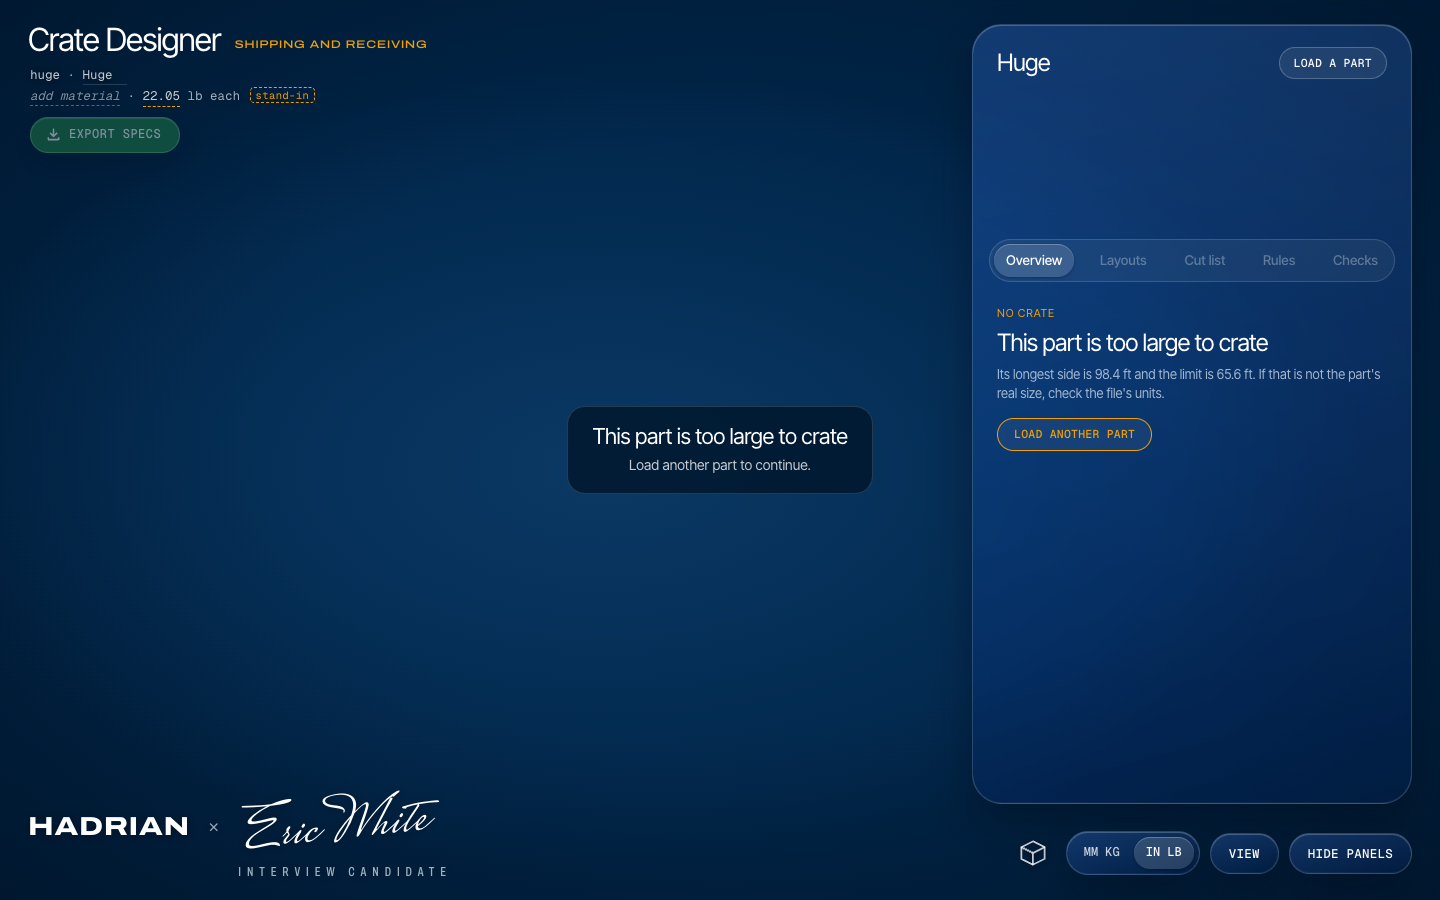 Crate Designer SHIPPING AND RECEIVING
huge · Huge
add material · 22.05 lb each stand-in
EXPORT SPECS
Huge
LOAD A PART
Overview Layouts Cut list Rules Checks
NO CRATE
This part is too large to crate
Its longest side is 98.4 ft and the limit is 65.6 ft. If that is not the part's
real size, check the file's units.
LOAD ANOTHER PART
This part is too large to crate
Load another part to continue.
HADRIAN × Eric White
INTERVIEW CANDIDATE
MM KG IN LB VIEW HIDE PANELS